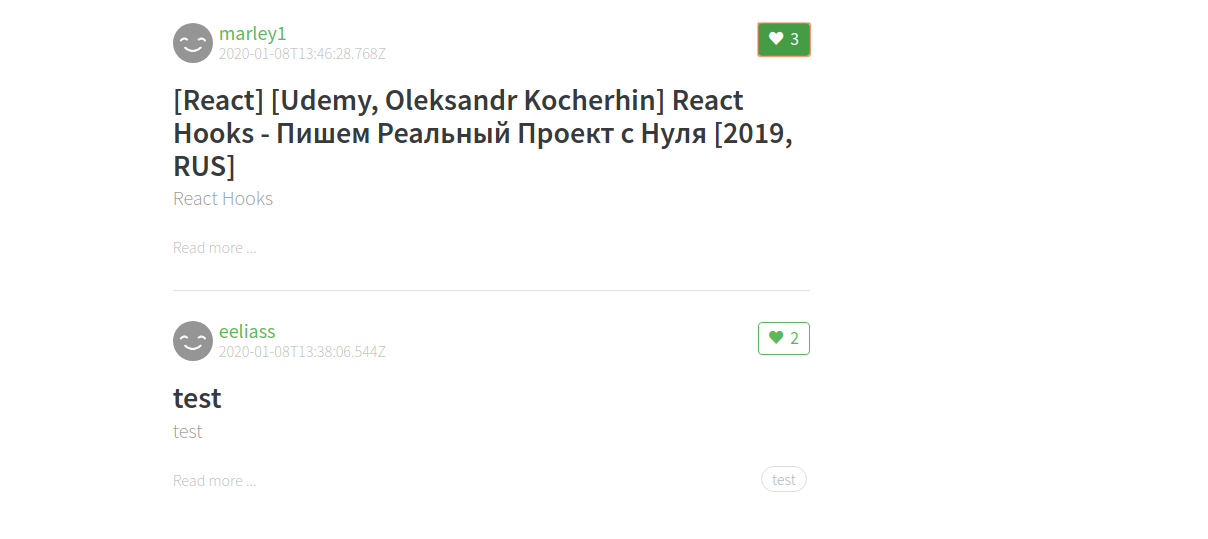 marley1
2020-01-08T13:46:28.768Z
♥ 3
[React] [Udemy, Oleksandr Kocherhin] React
Hooks - Пишем Реальный Проект с Нуля [2019,
RUS]
React Hooks
Read more ...
eeliass
2020-01-08T13:38:06.544Z
♥ 2
test
test
Read more ...
test